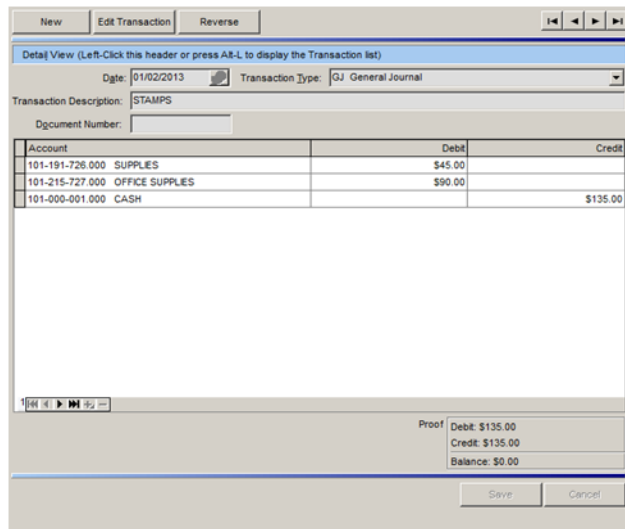 New Edit Transaction Reverse
Detail View (Left-Click this header or press Alt-L to display the Transaction list)
Date: 01/02/2013 Transaction Type: GJ General Journal
Transaction Description: STAMPS
Document Number:
Account Debit Credit
101-191-726.000 SUPPLIES $45.00
101-215-727.000 OFFICE SUPPLIES $90.00
101-000-001.000 CASH $135.00
1
Proof Debit: $135.00
Credit: $135.00
Balance: $0.00
Save Cancel